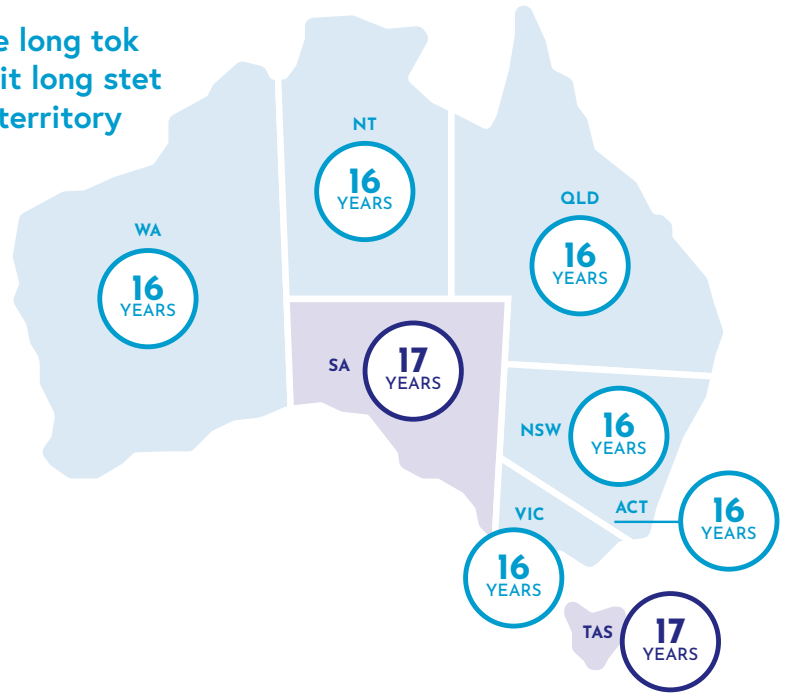 e long tok
it long stet
territory
NT
16
YEARS
QLD
16
YEARS
WA
16
YEARS
SA
17
YEARS
NSW
16
YEARS
ACT
16
YEARS
VIC
16
YEARS
TAS
17
YEARS